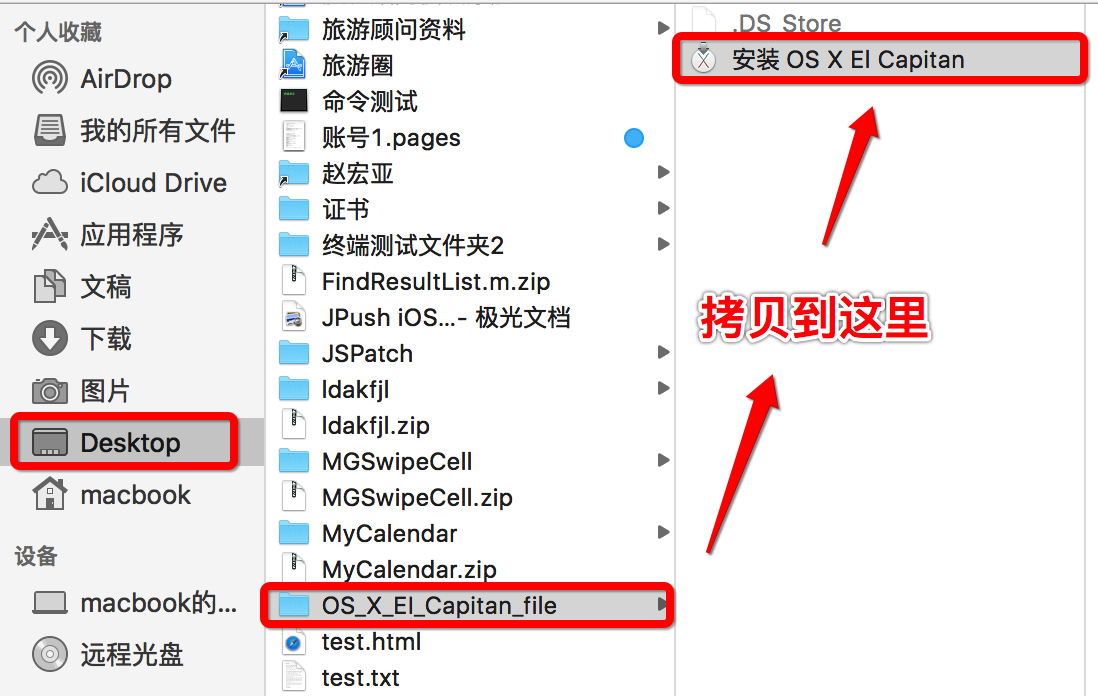 个人收藏
AirDrop
我的所有文件
iCloud Drive
应用程序
文稿
下载
图片
Desktop
macbook
设备
macbook的...
远程光盘
旅游顾问资料
旅游圈
命令测试
账号1.pages
赵宏亚
证书
终端测试文件夹2
FindResultList.m.zip
JPush iOS...- 极光文档
JSPatch
ldakfjl
ldakfjl.zip
MGSwipeCell
MGSwipeCell.zip
MyCalendar
MyCalendar.zip
OS_X_EI_Capitan_file
test.html
test.txt
.DS_Store
安装 OS X El Capitan
拷贝到这里